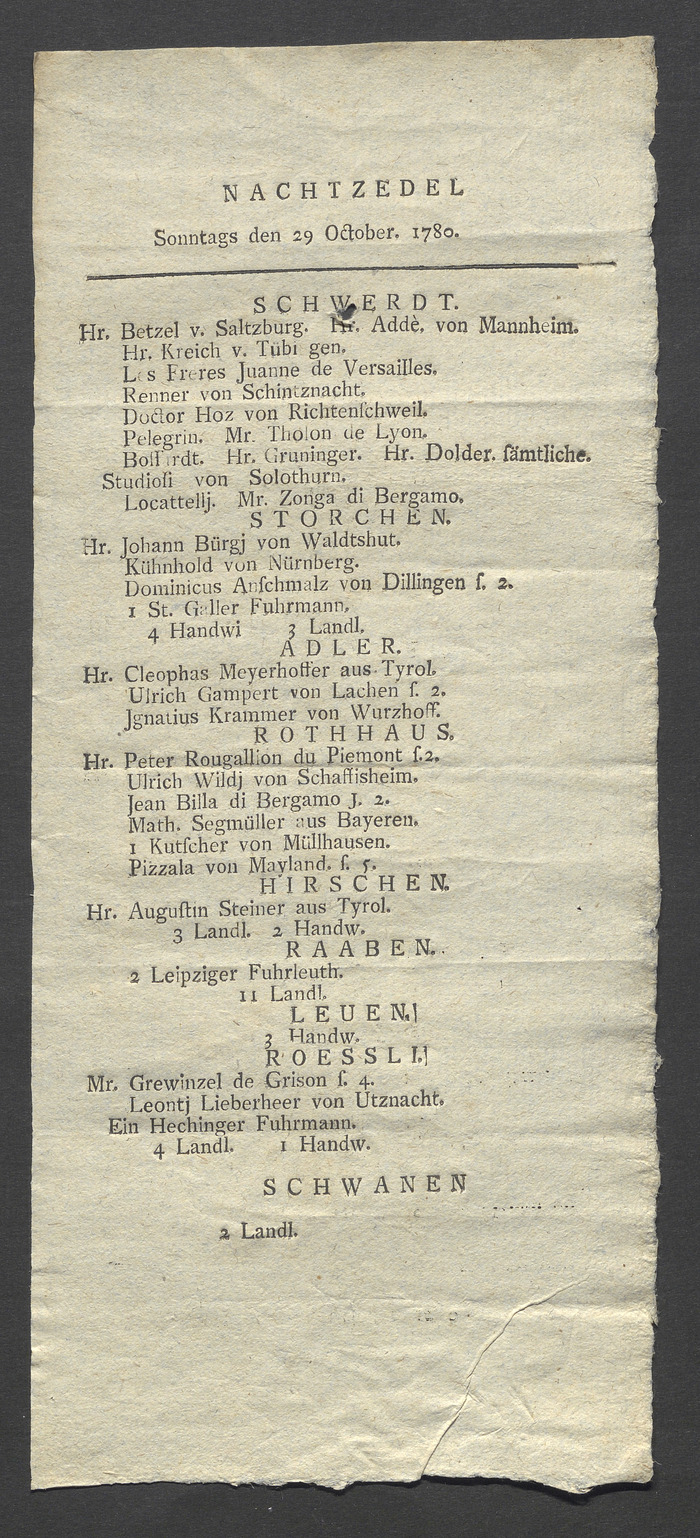 NACHTZEDEL
Sonntags den 29 October. 1780.
SCHWERDT.
Hr. Betzel v. Saltzburg. Hr. Addè, von Mannheim.
Hr. Kreich v. Tübi gen.
Les Freres Juanne de Versailles.
Renner von Schintznacht.
Doctor Hoz von Richtenſchweil.
Pelegrin. Mr. Tholon de Lyon.
Hr. Gruninger. Hr. Dolder. ſämtliche.
Studioſi von Solothurn.
Locattellj. Mr. Zonga di Bergamo.
STORCHEN.
Hr. Johann Bürgj von Waldtshut.
Kühnhold von Nürnberg.
Dominicus Anſchmalz von Dillingen ſ. 2.
1 St. Galler Fuhrmann.
4 Handwi 3 Landl.
ADLER.
Hr. Cleophas Meyerhoffer aus Tyrol.
Ulrich Gampert von Lachen ſ. 2.
Jgnatius Krammer von Wurzhoff.
ROTHHAUS.
Hr. Peter Rougallion du Piemont ſ.2.
Ulrich Wildj von Schaffisheim.
Jean Billa di Bergamo J. 2.
Math. Segmüller aus Bayeren.
1 Kutſcher von Müllhausen.
Pizzala von Mayland. ſ. 5.
HIRSCHEN.
Hr. Auguſtin Steiner aus Tyrol.
3 Landl. 2 Handw.
RAABEN.
2 Leipziger Fuhrleuth.
11 Landl.
LEUEN.
3 Handw.
ROESSLI.
Mr. Grewinzel de Grison ſ. 4.
Leontj Lieberheer von Utznacht.
Ein Hechinger Fuhrmann.
4 Landl. 1 Handw.
SCHWANEN
2 Landl.